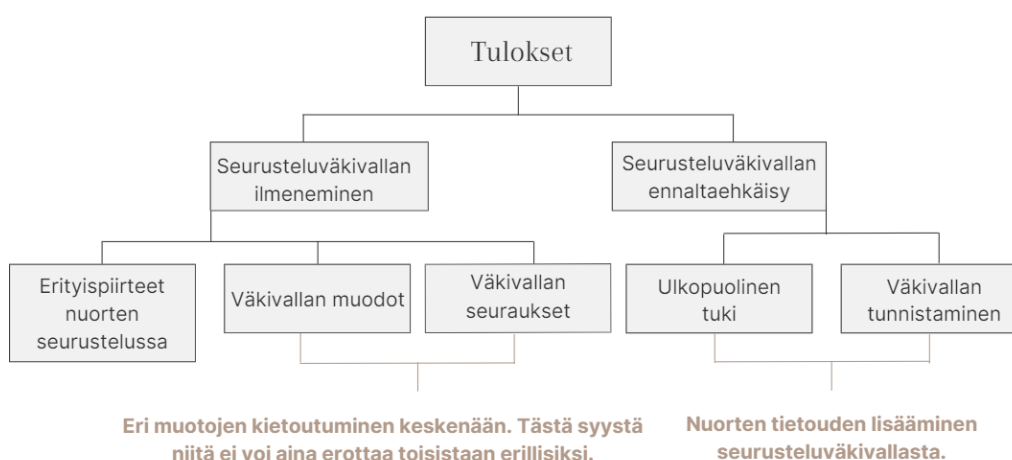 Tulokset
Seurusteluväkivallan
ilmeneminen
Seurusteluväkivallan
ennaltaehkäisy
Erityispiirteet
nuorten
seurustelussa
Väkivallan muodot
Väkivallan
seuraukset
Ulkopuolinen
tuki
Väkivallan
tunnistaminen
Eri muotojen kietoutuminen keskenään. Tästä syystä
niitä ei voi aina erottaa toisistaan erillisiksi.
Nuorten tietouden lisääminen
seurusteluväkivallasta.